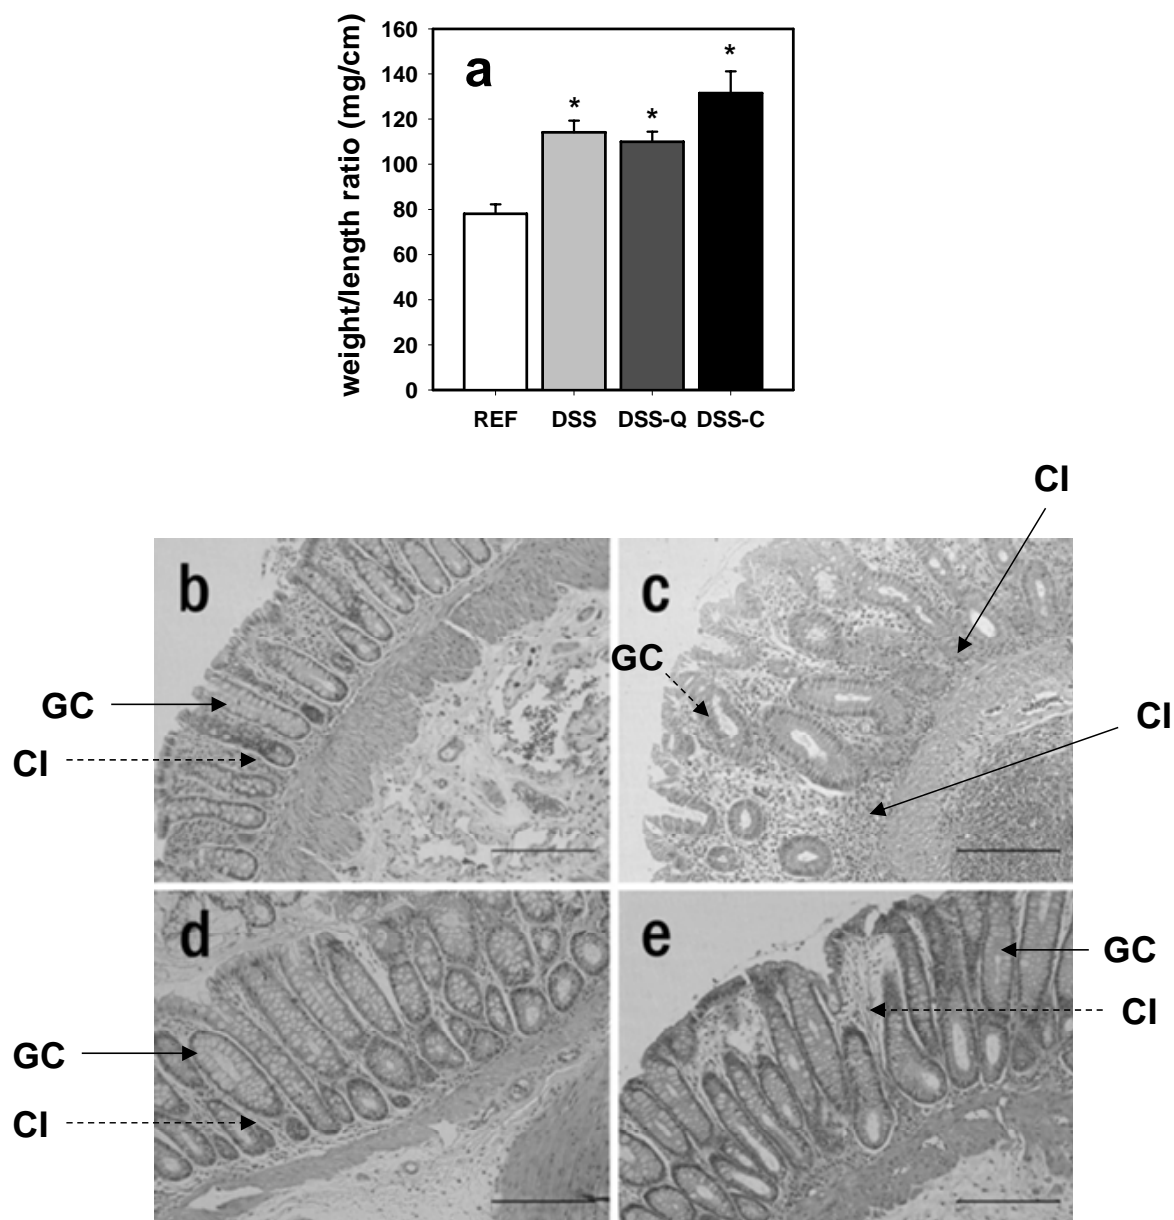 weight/length ratio (mg/cm)
160
140
120
100
80
60
40
20
0
a
*
*
*
REF DSS DSS-Q DSS-C
b
GC
CI
c
CI
GC
CI
d
GC
CI
e
GC
CI